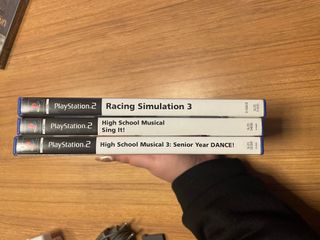 PlayStation.2
Racing Simulation 3
PlayStation.2
High School Musical
Sing It!
PlayStation.2
High School Musical 3: Senior Year DANCE!